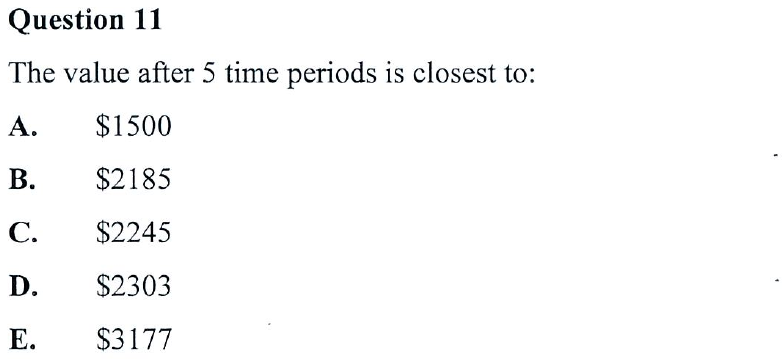 Question 11
The value after 5 time periods is closest to:
A. $1500
B. $2185
C. $2245
D. $2303
E. $3177